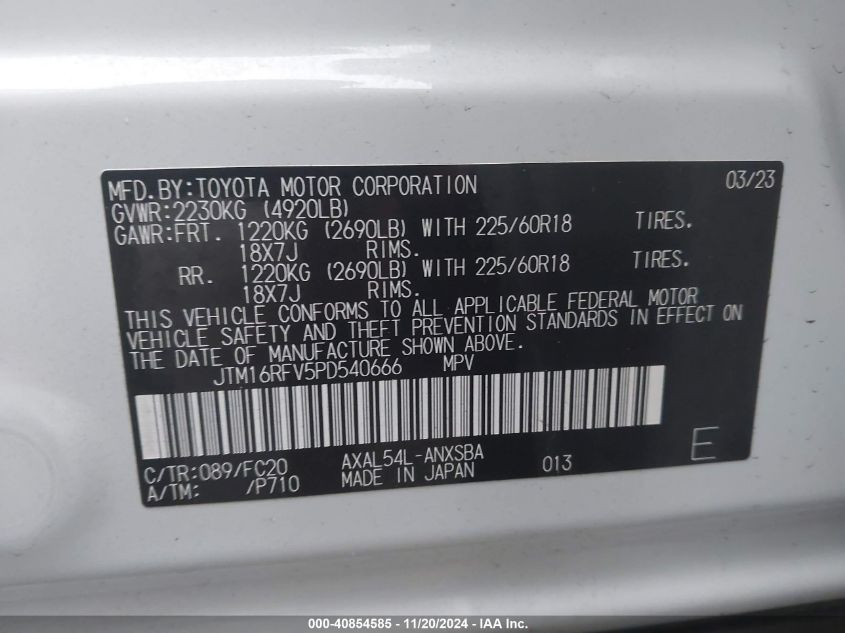 MFD.BY:TOYOTA MOTOR CORPORATION 03/23
GVWR:2230KG (4920LB)
GAWR:FRT. 1220KG (2690LB) WITH 225/60R18 TIRES.
18X7J RIMS.
RR. 1220KG (2690LB) WITH 225/60R18 TIRES.
18X7J RIMS.
THIS VEHICLE CONFORMS TO ALL APPLICABLE FEDERAL MOTOR
VEHICLE SAFETY AND THEFT PREVENTION STANDARDS IN EFFECT ON
THE DATE OF MANUFACTURE SHOWN ABOVE.
JTM16RFV5PD540666 MPV
C/TR:089/FC20 AXAL54L-ANXSBA 013 E
A/TM: /P710 MADE IN JAPAN
000-40854585 - 11/20/2024 - IAA Inc.